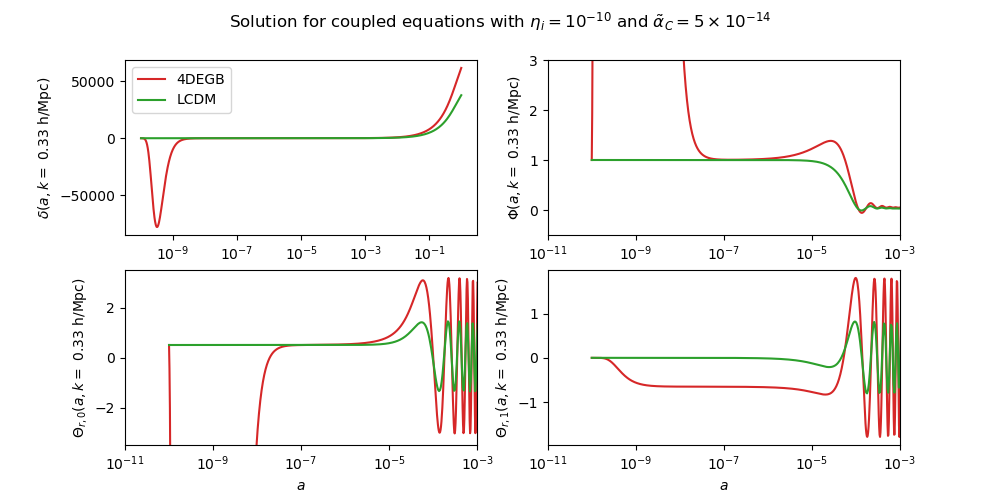 Solution for coupled equations with η_i = 10^{-10} and α̃_C = 5 × 10^{-14}
δ(a, k = 0.33 h/Mpc)
50000
0
−50000
4DEGB
LCDM
10^{-9} 10^{-7} 10^{-5} 10^{-3} 10^{-1}
Φ(a, k = 0.33 h/Mpc)
3
2
1
0
10^{-11} 10^{-9} 10^{-7} 10^{-5} 10^{-3}
Θ_{r,0}(a, k = 0.33 h/Mpc)
2
0
−2
10^{-11} 10^{-9} 10^{-7} 10^{-5} 10^{-3}
a
Θ_{r,1}(a, k = 0.33 h/Mpc)
1
0
−1
10^{-11} 10^{-9} 10^{-7} 10^{-5} 10^{-3}
a